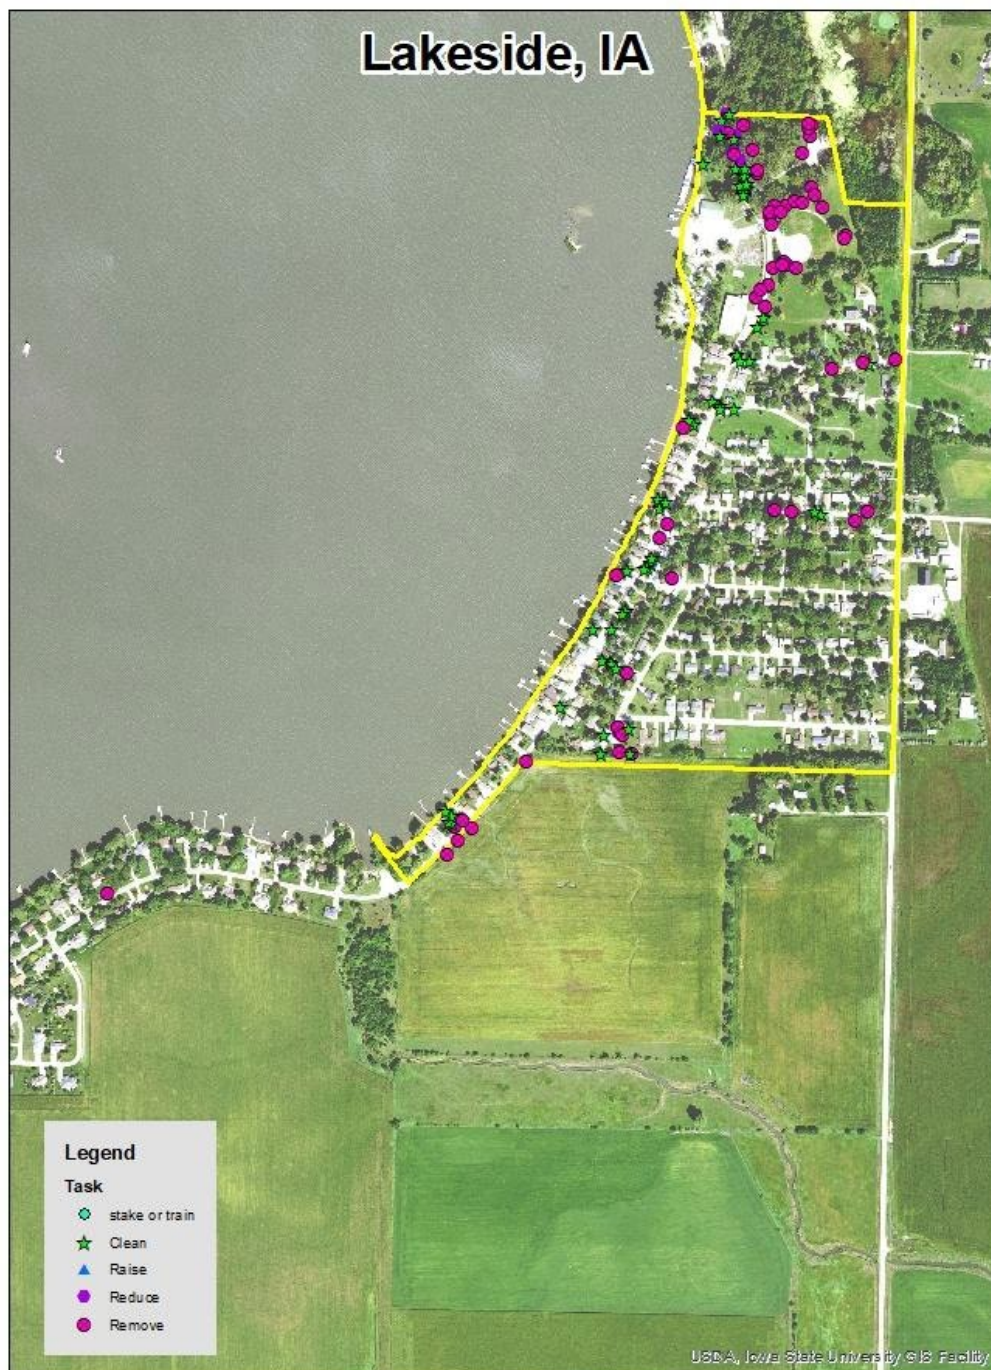 Lakeside, IA
Legend
Task
stake or train
Clean
Raise
Reduce
Remove
USDA, Iowa State University GIS Facility